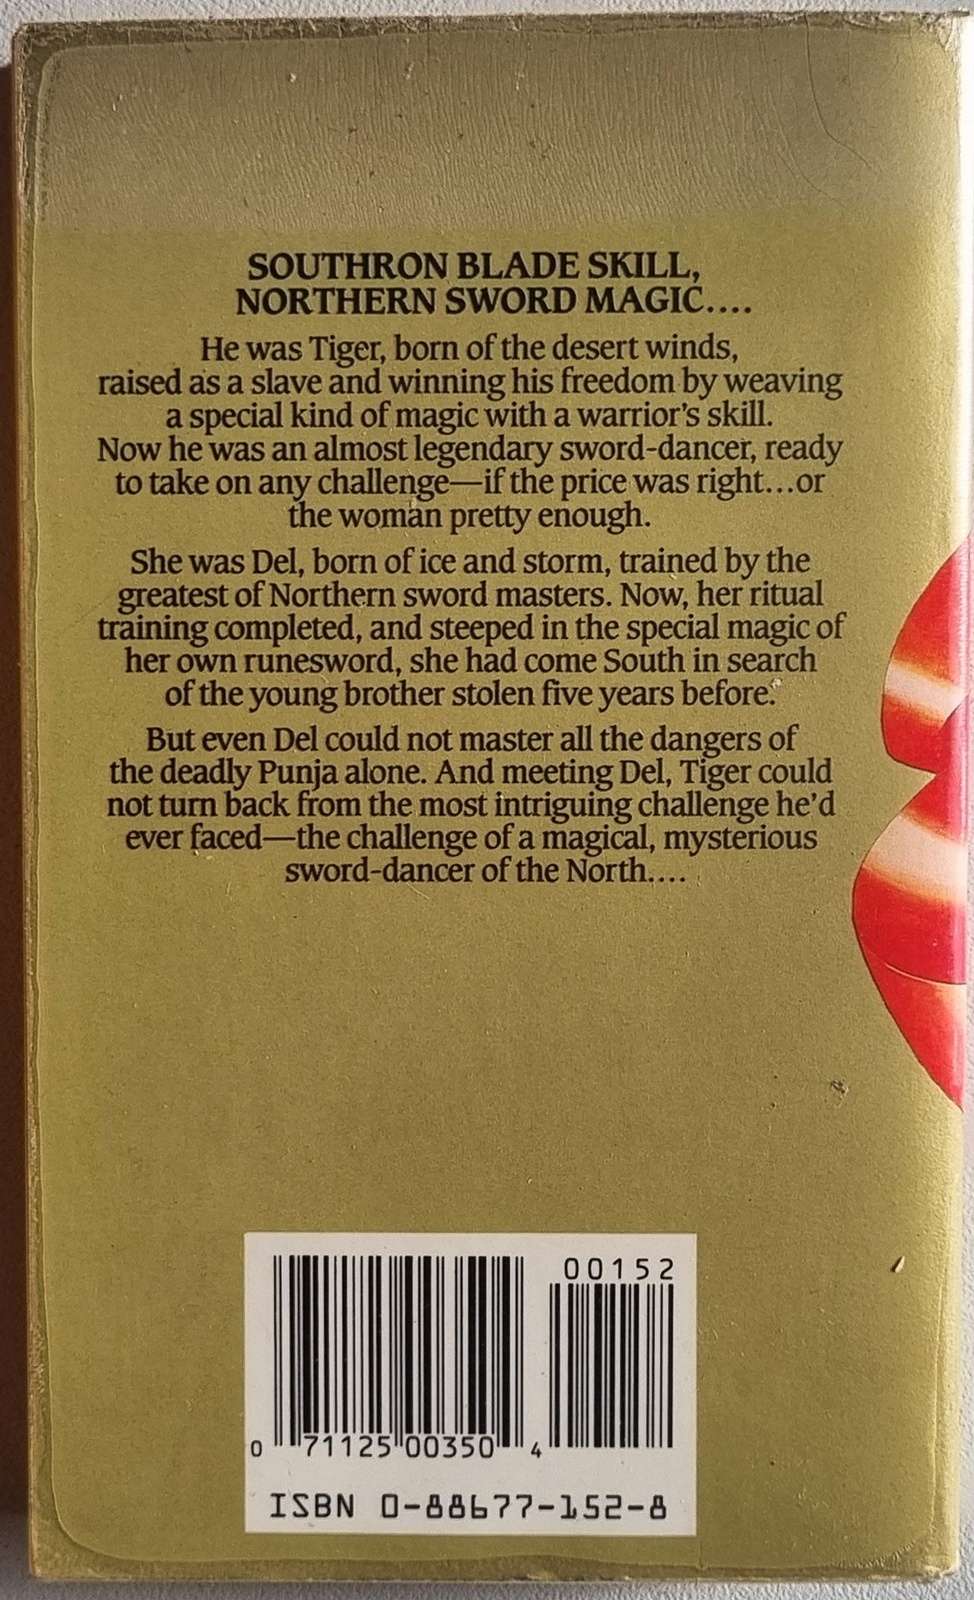 SOUTHRON BLADE SKILL,
NORTHERN SWORD MAGIC....
He was Tiger, born of the desert winds,
raised as a slave and winning his freedom by weaving
a special kind of magic with a warrior's skill.
Now he was an almost legendary sword-dancer, ready
to take on any challenge—if the price was right...or
the woman pretty enough.
She was Del, born of ice and storm, trained by the
greatest of Northern sword masters. Now, her ritual
training completed, and steeped in the special magic of
her own runesword, she had come South in search
of the young brother stolen five years before.
But even Del could not master all the dangers of
the deadly Punja alone. And meeting Del, Tiger could
not turn back from the most intriguing challenge he'd
ever faced—the challenge of a magical, mysterious
sword-dancer of the North....
00152
0 71125 00350 4
ISBN 0-88677-152-8